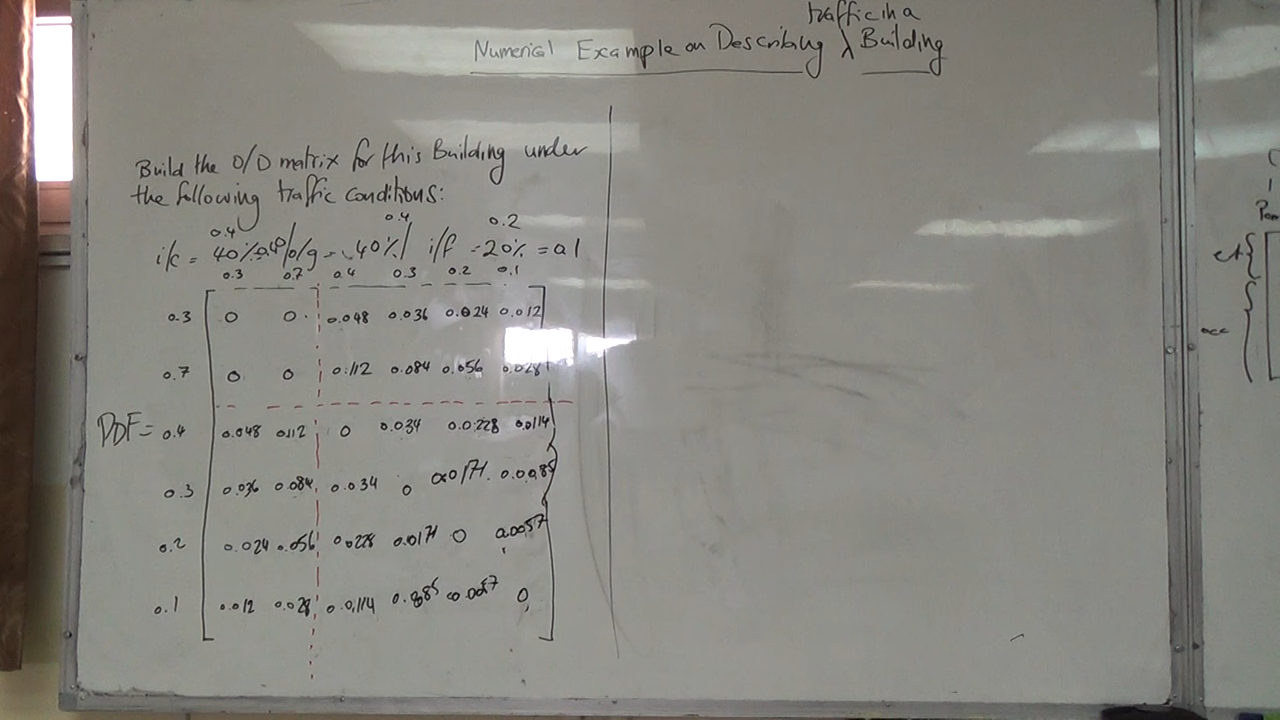 traffic in a
Numerical Example on Describing λ Building
Build the O/D matrix for this Building under
the following traffic conditions:
0.4 0.4 0.2
i/c = 40% o/g = 40% i/f = 20% = 0.1
0.3 0.7 0.4 0.3 0.2 0.1
0.3 0 0 0.048 0.036 0.024 0.012
0.7 0 0 0.112 0.084 0.056 0.028
PDF = 0.4 0.048 0.112 0 0.034 0.0228 0.0114
0.3 0.036 0.084 0.034 0 0.0171 0.0085
0.2 0.024 0.056 0.0228 0.0171 0 0.0057
0.1 0.012 0.028 0.0114 0.0085 0.0057 0